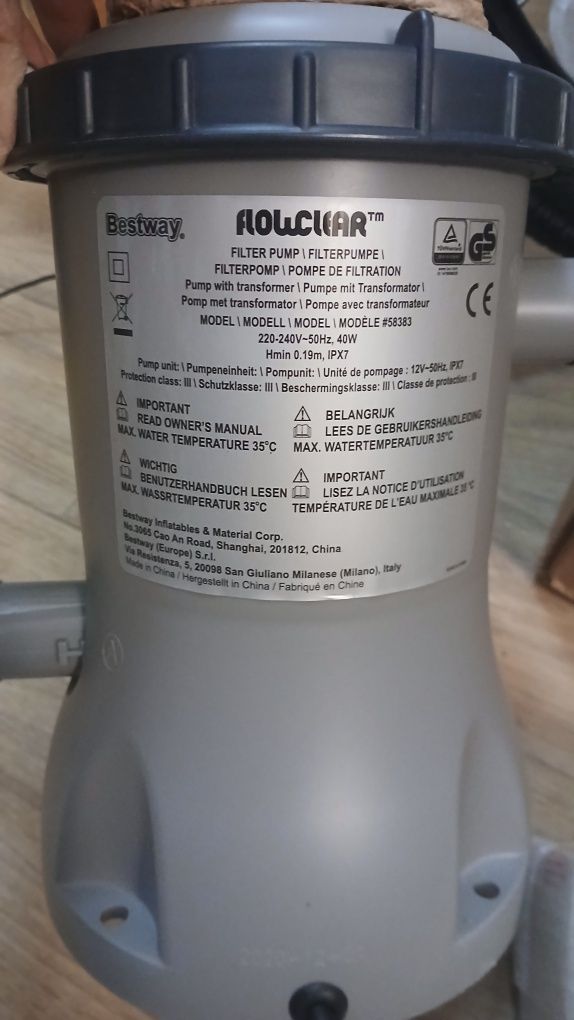 Bestway®
FLOWCLEAR™
FILTER PUMP \ FILTERPUMPE \
FILTERPOMP \ POMPE DE FILTRATION
Pump with transformer \ Pumpe mit Transformator \
Pomp met transformator \ Pompe avec transformateur
MODEL \ MODELL \ MODEL \ MODÈLE #58383
220-240V~50Hz, 40W
Hmin 0.19m, IPX7
Pump unit: \ Pumpeneinheit: \ Pompunit: \ Unité de pompage : 12V~50Hz, IPX7
Protection class: III \ Schutzklasse: III \ Beschermingsklasse: III \ Classe de protection : III
GS
CE
IMPORTANT
READ OWNER'S MANUAL
MAX. WATER TEMPERATURE 35°C
BELANGRIJK
LEES DE GEBRUIKERSHANDLEIDING
MAX. WATERTEMPERATUUR 35°C
WICHTIG
BENUTZERHANDBUCH LESEN
MAX. WASSRTEMPERATUR 35°C
IMPORTANT
LISEZ LA NOTICE D'UTILISATION
TEMPÉRATURE DE L'EAU MAXIMALE 35 °C
Bestway Inflatables & Material Corp.
No.3065 Cao An Road, Shanghai, 201812, China
Bestway (Europe) S.r.l.
Via Resistenza, 5, 20098 San Giuliano Milanese (Milano), Italy
Made in China / Hergestellt in China / Fabriqué en Chine